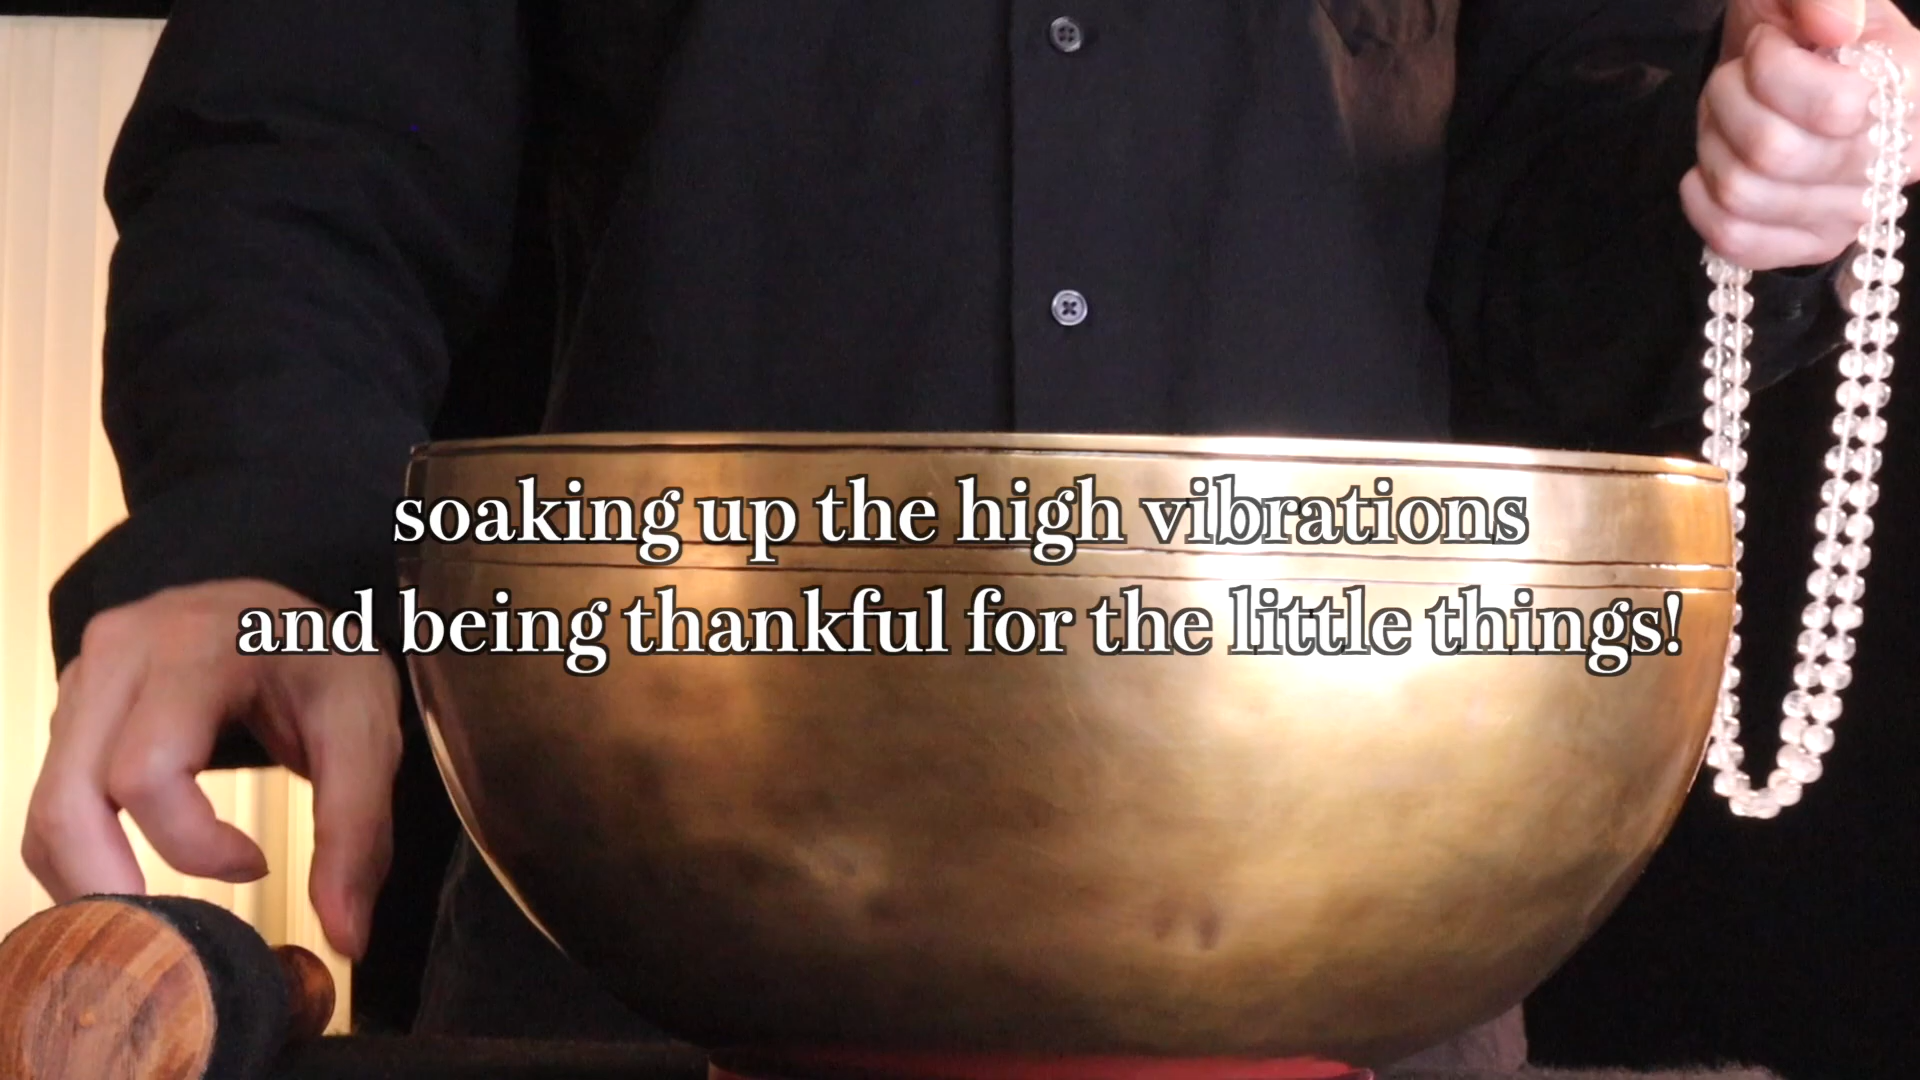 soaking up the high vibrations
and being thankful for the little things!